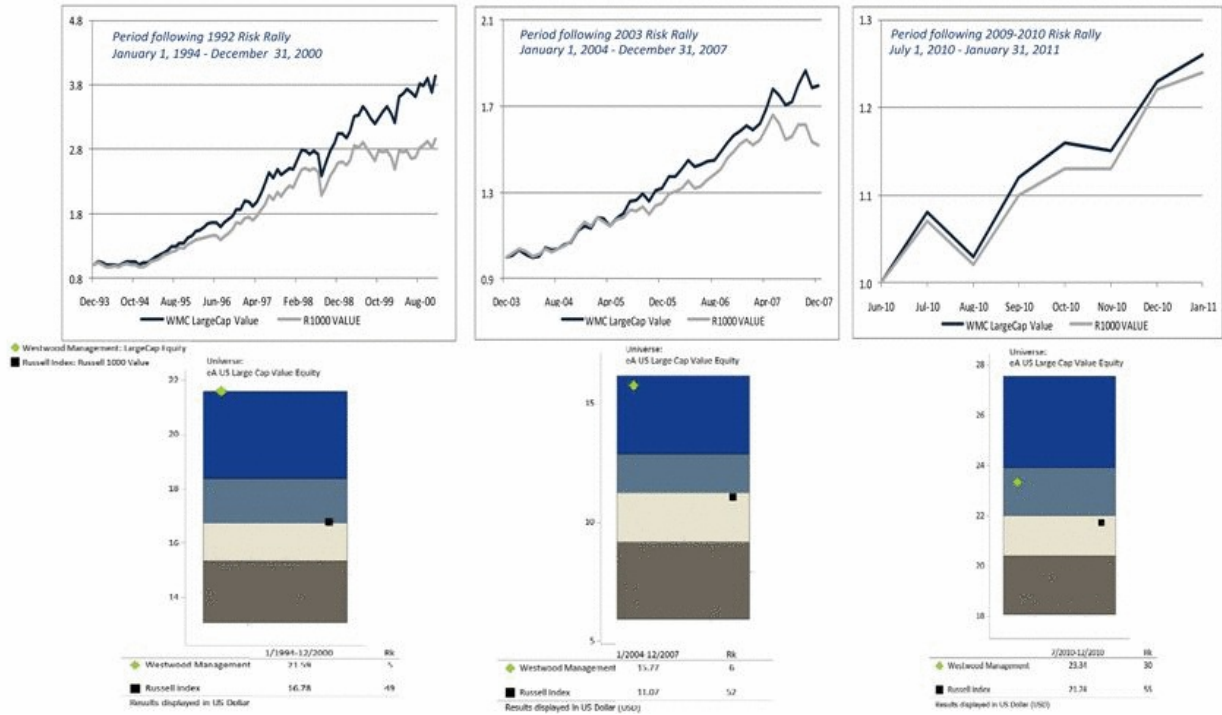 Period following 1992 Risk Rally
January 1, 1994 - December 31, 2000
4.8
3.8
2.8
1.8
0.8
Dec-93 Oct-94 Aug-95 Jun-96 Apr-97 Feb-98 Dec-98 Oct-99 Aug-00
WMC LargeCap Value R1000 VALUE
Period following 2003 Risk Rally
January 1, 2004 - December 31, 2007
2.1
1.7
1.3
0.9
Dec-03 Aug-04 Apr-05 Dec-05 Aug-06 Apr-07 Dec-07
WMC LargeCap Value R1000 VALUE
Period following 2009-2010 Risk Rally
July 1, 2010 - January 31, 2011
1.3
1.2
1.1
1.0
Jun-10 Jul-10 Aug-10 Sep-10 Oct-10 Nov-10 Dec-10 Jan-11
WMC LargeCap Value R1000 VALUE
Westwood Management: LargeCap Equity
Russell Index: Russell 1000 Value
Universe:
eA US Large Cap Value Equity
22
20
18
16
14
1/1994-12/2000 Rk
Westwood Management 21.59 5
Russell Index 16.78 49
Results displayed in US Dollar
Universe:
eA US Large Cap Value Equity
15
10
5
1/2004-12/2007 Rk
Westwood Management 15.77 6
Russell Index 11.07 52
Results displayed in US Dollar (USD)
Universe:
eA US Large Cap Value Equity
28
26
24
22
20
18
7/2010-12/2010 Rk
Westwood Management 23.34 30
Russell Index 55
Results displayed in US Dollar (USD)